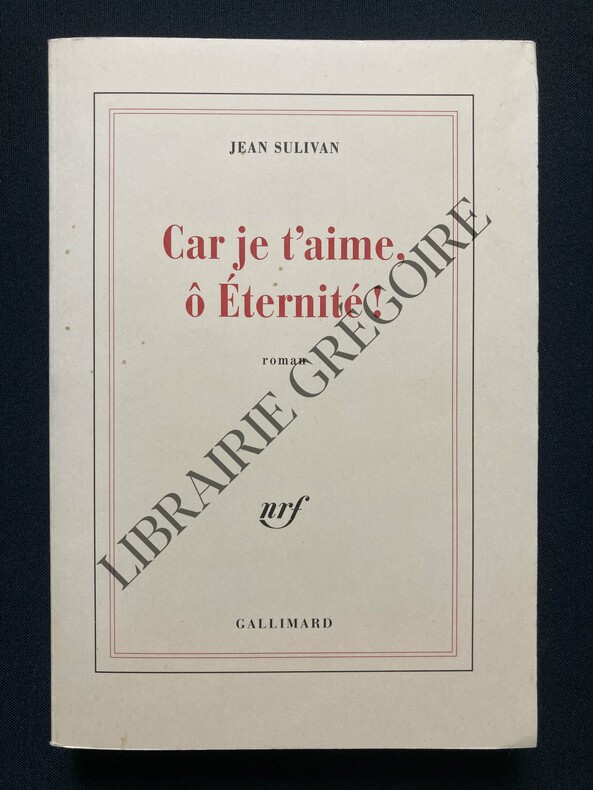 JEAN SULIVAN
Car je t'aime,
ô Éternité !
roman
nrf
GALLIMARD
LIBRAIRIE GRÉGOIRE